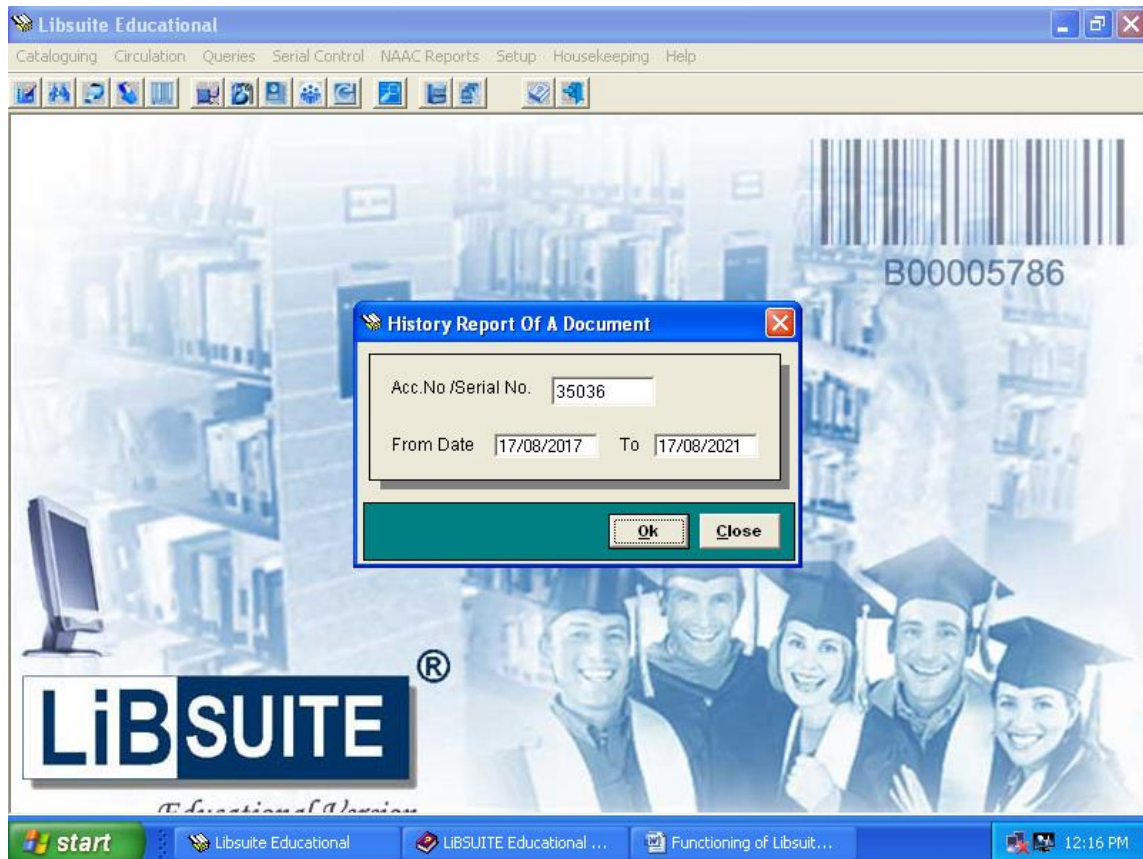 Libsuite Educational
Cataloguing Circulation Queries Serial Control NAAC Reports Setup Housekeeping Help
B00005786
History Report Of A Document
Acc.No /Serial No. 35036
From Date 17/08/2017 To 17/08/2021
Ok Close
LiBSUITE ®
Educational Version
start Libsuite Educational LiBSUITE Educational ... Functioning of Libsuit... 12:16 PM